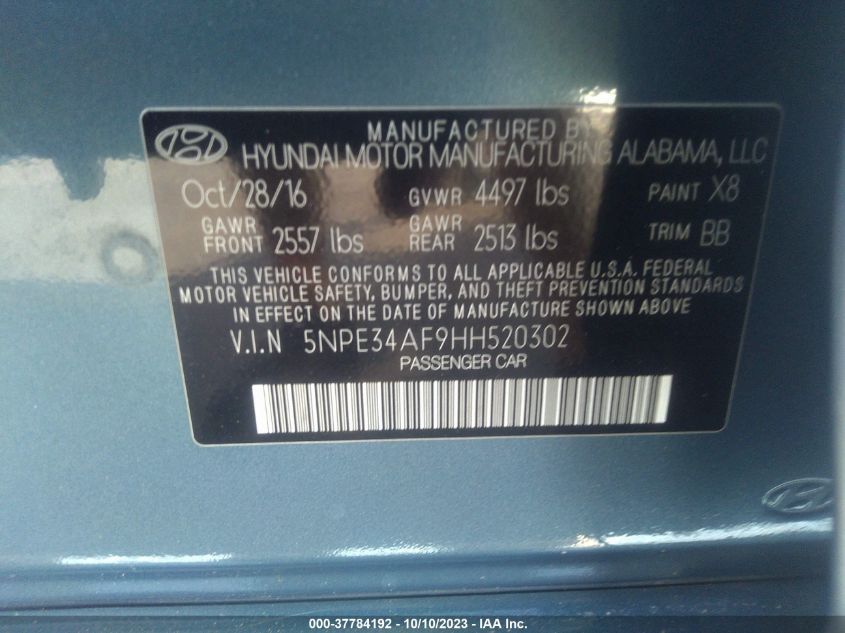 MANUFACTURED BY
HYUNDAI MOTOR MANUFACTURING ALABAMA, LLC
Oct/28/16 GVWR 4497 lbs PAINT X8
GAWR FRONT 2557 lbs GAWR REAR 2513 lbs TRIM BB
THIS VEHICLE CONFORMS TO ALL APPLICABLE U.S.A. FEDERAL
MOTOR VEHICLE SAFETY, BUMPER, AND THEFT PREVENTION STANDARDS
IN EFFECT ON THE DATE OF MANUFACTURE SHOWN ABOVE
V.I.N 5NPE34AF9HH520302
PASSENGER CAR
000-37784192 - 10/10/2023 - IAA Inc.